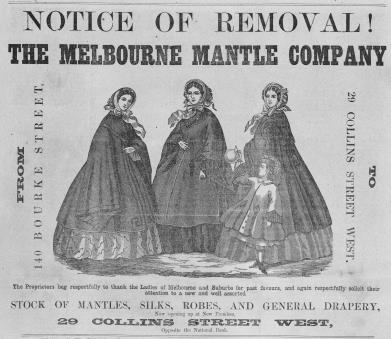 NOTICE OF REMOVAL!
THE MELBOURNE MANTLE COMPANY
FROM
140 BOURKE STREET,
TO
29 COLLINS STREET WEST.
The Proprietors beg respectfully to thank the Ladies of Melbourne and Suburbs for past favours, and again respectfully solicit their
attention to a new and well assorted
STOCK OF MANTLES, SILKS, ROBES, AND GENERAL DRAPERY,
Now opening up at New Premises,
29 COLLINS STREET WEST,
Opposite the National Bank.